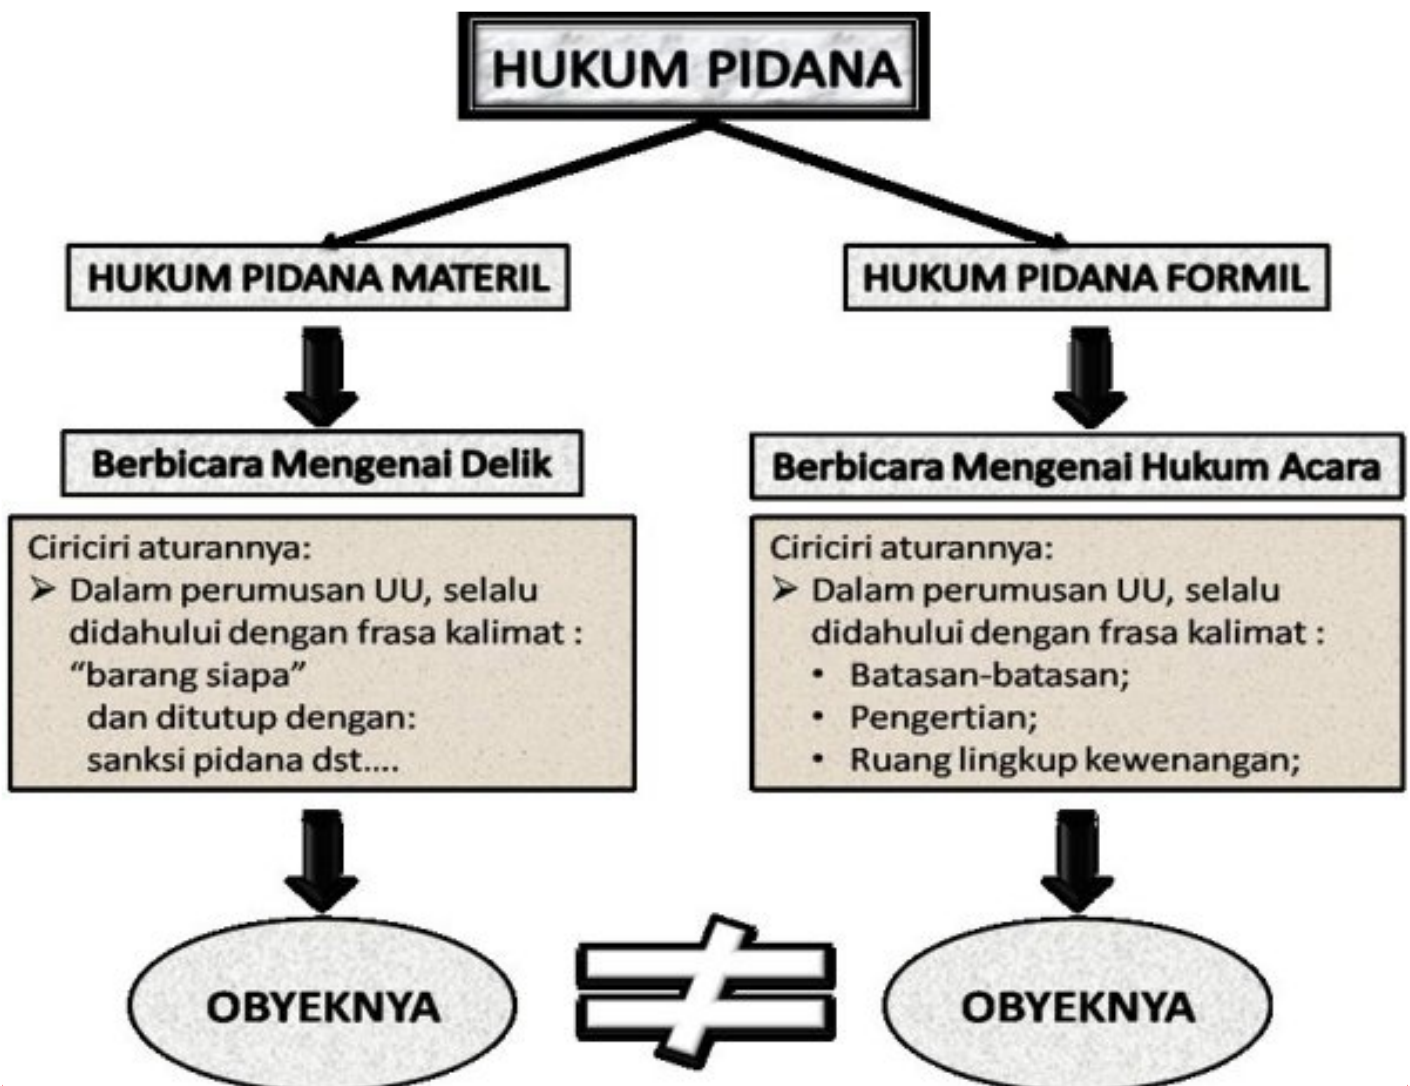 HUKUM PIDANA
HUKUM PIDANA MATERIL
Berbicara Mengenai Delik
Ciriciri aturannya:
➢ Dalam perumusan UU, selalu
didahului dengan frasa kalimat :
“barang siapa”
dan ditutup dengan:
sanksi pidana dst....
OBYEKNYA
≠
HUKUM PIDANA FORMIL
Berbicara Mengenai Hukum Acara
Ciriciri aturannya:
➢ Dalam perumusan UU, selalu
didahului dengan frasa kalimat :
• Batasan-batasan;
• Pengertian;
• Ruang lingkup kewenangan;
OBYEKNYA